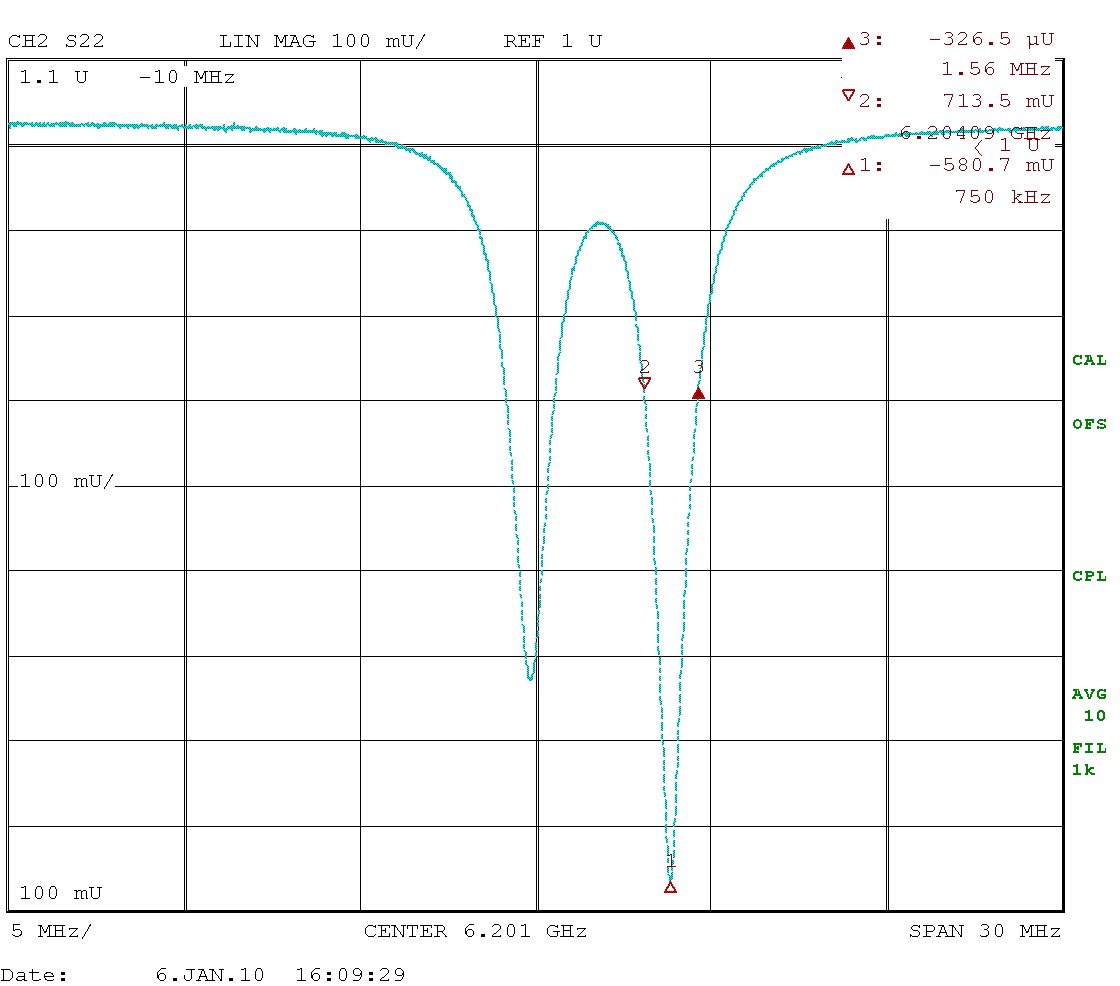 CH2 S22 LIN MAG 100 mU/ REF 1 U
▲3: -326.5 µU
1.56 MHz
▽2: 713.5 mU
6.20409 GHz
< 1 U
△1: -580.7 mU
750 kHz
1.1 U -10 MHz
2 3
CAL
OFS
100 mU/
CPL
AVG
10
FIL
1k
1
100 mU
5 MHz/ CENTER 6.201 GHz SPAN 30 MHz
Date: 6.JAN.10 16:09:29